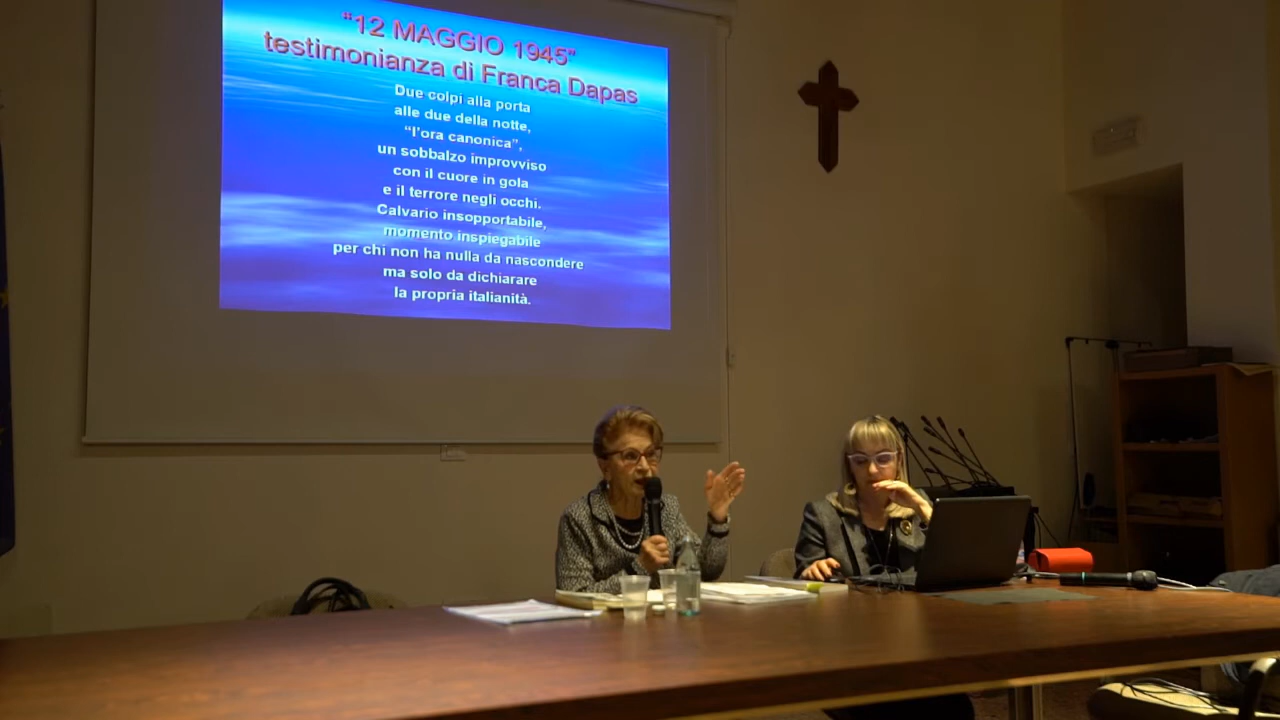 "12 MAGGIO 1945"
testimonianza di Franca Dapas
Due colpi alla porta
alle due della notte,
"l'ora canonica",
un sobbalzo improvviso
con il cuore in gola
e il terrore negli occhi.
Calvario insopportabile,
momento inspiegabile
per chi non ha nulla da nascondere
ma solo da dichiarare
la propria italianità.